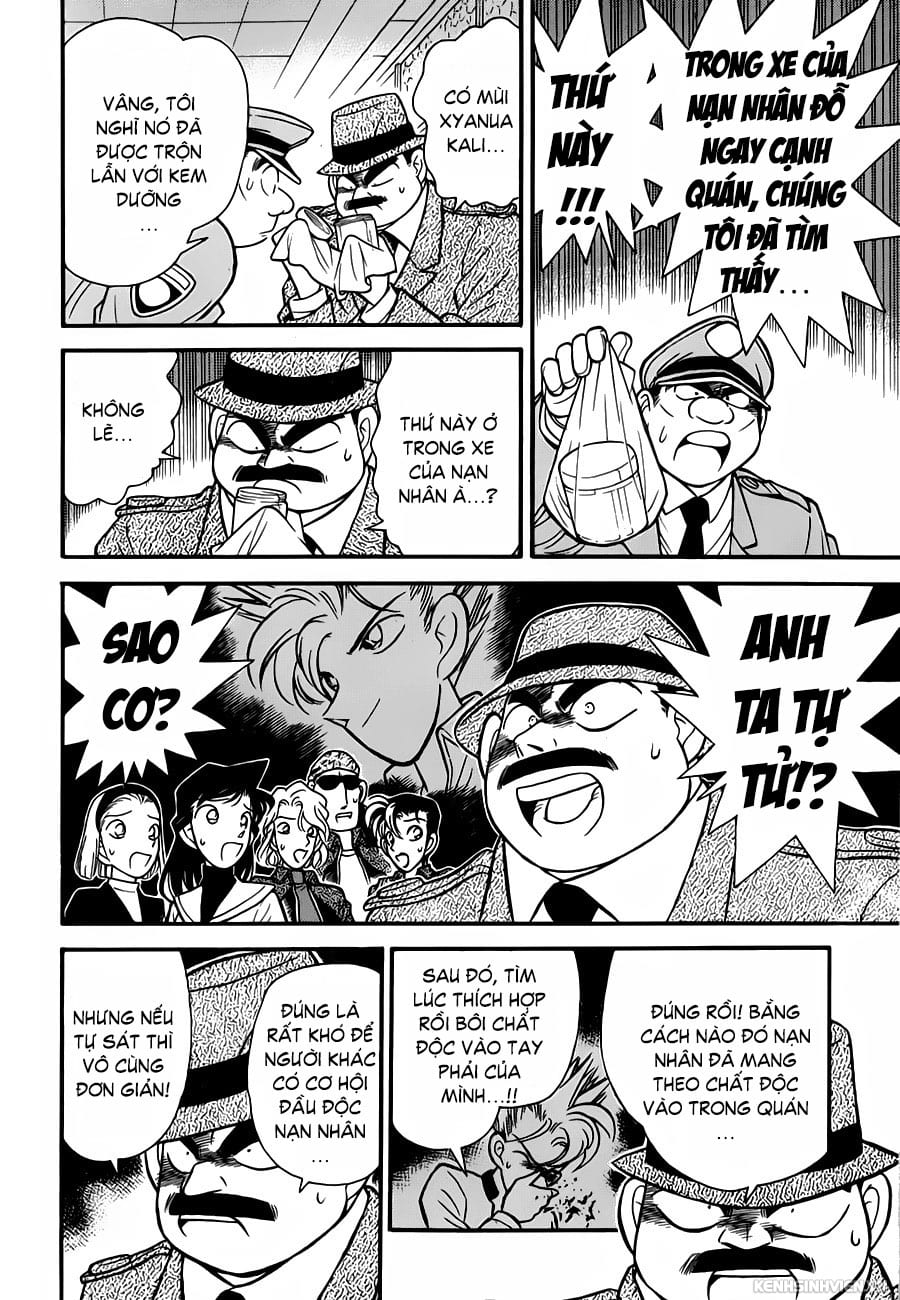 TRONG XE CỦA
NẠN NHÂN ĐỖ
NGAY CẠNH
QUÁN, CHÚNG
TÔI ĐÃ TÌM
THẤY...
THỨ
NÀY
!!!
CÓ MÙI
XYANUA
KALI...
VÂNG, TÔI
NGHĨ NÓ ĐÃ
ĐƯỢC TRỘN
LẪN VỚI KEM
DƯỠNG
...
THỨ NÀY Ở
TRONG XE
CỦA NẠN
NHÂN À...?
KHÔNG
LẼ...
ANH
TA TỰ
TỬ!?
SAO
CƠ?
ĐÚNG RỒI! BẰNG
CÁCH NÀO ĐÓ NẠN
NHÂN ĐÃ MANG
THEO CHẤT ĐỘC
VÀO TRONG QUÁN
...
SAU ĐÓ, TÌM
LÚC THÍCH HỢP
RỒI BÔI CHẤT
ĐỘC VÀO TAY
PHẢI CỦA
MÌNH...!!
ĐÚNG LÀ
RẤT KHÓ ĐỂ
NGƯỜI KHÁC
CÓ CƠ HỘI
ĐẦU ĐỘC
NẠN NHÂN
...
NHƯNG NẾU
TỰ SÁT THÌ
VÔ CÙNG
ĐƠN GIẢN!